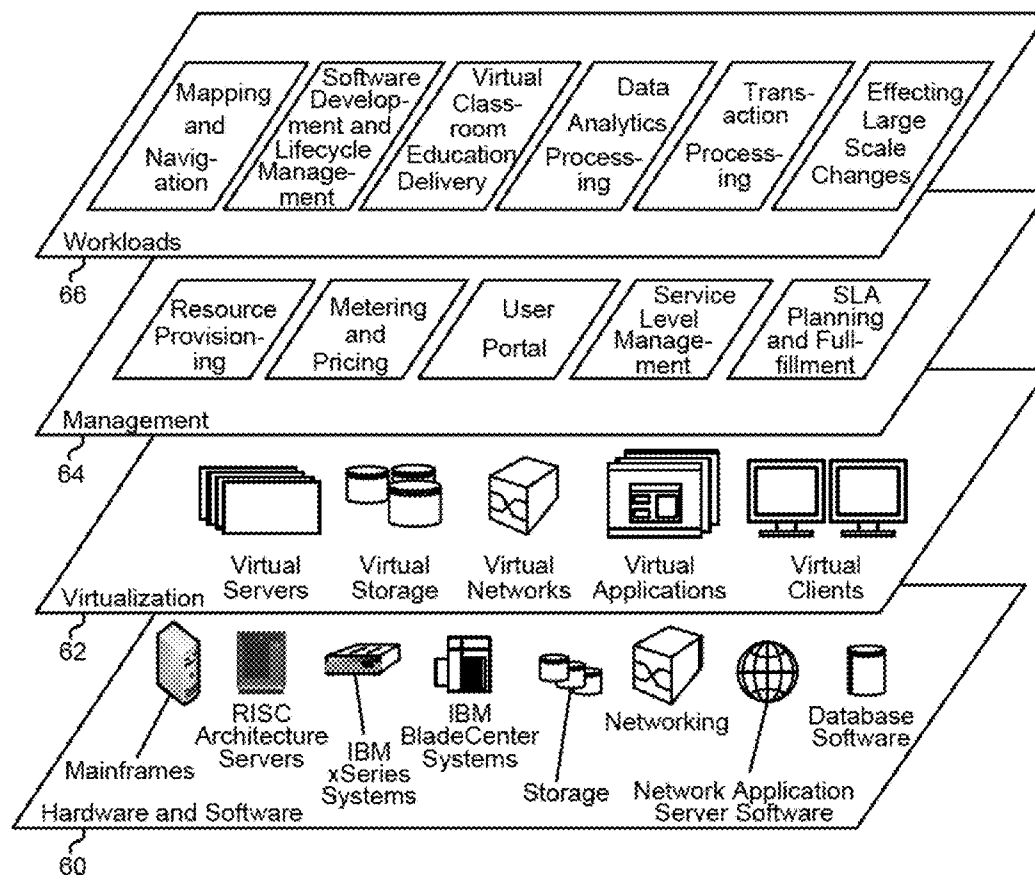 Mapping
and
Navig-
ation
Software
Develop-
ment and
Lifecycle
Manage-
ment
Virtual
Class-
room
Education
Delivery
Data
Analytics
Process-
ing
Trans-
action
Process-
ing
Effecting
Large
Scale
Changes
Workloads
66
Resource
Provision-
ing
Metering
and
Pricing
User
Portal
Service
Level
Manage-
ment
SLA
Planning
and Full-
fillment
Management
64
Virtual
Servers
Virtual
Storage
Virtual
Networks
Virtual
Applications
Virtual
Clients
Virtualization
62
Mainframes
RISC
Architecture
Servers
IBM
xSeries
Systems
IBM
BladeCenter
Systems
Storage
Networking
Network Application
Server Software
Database
Software
Hardware and Software
60